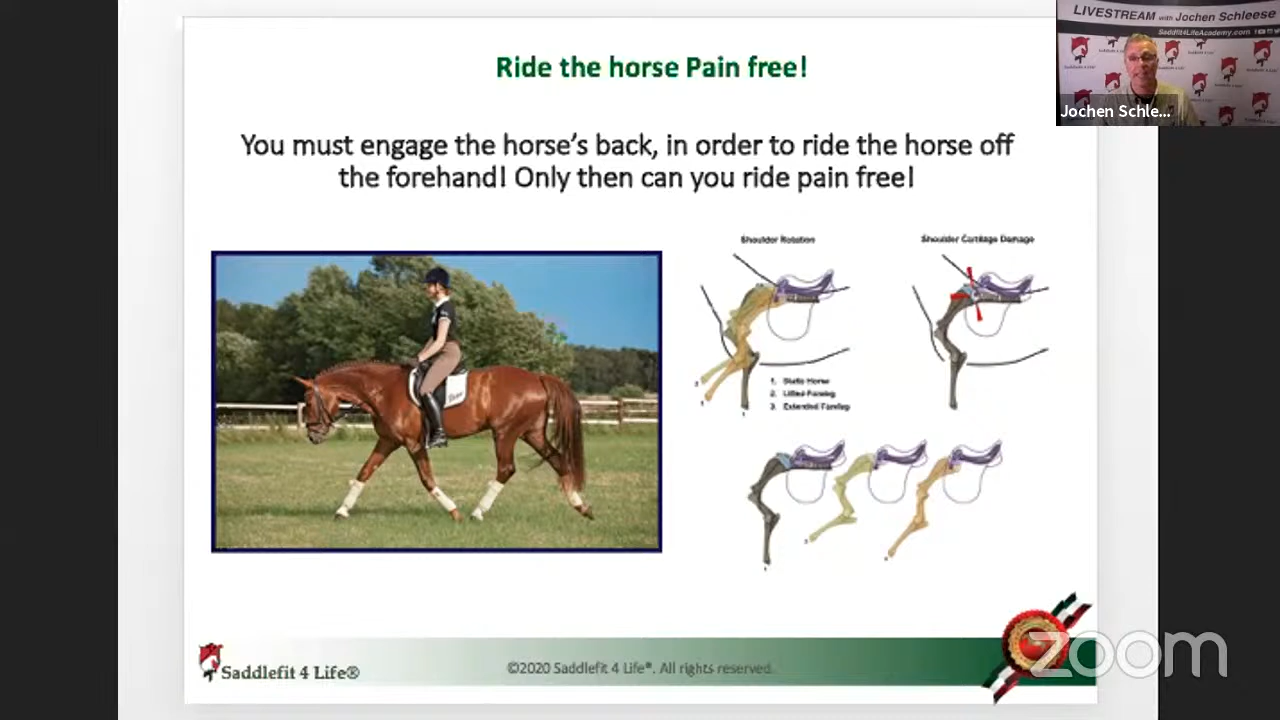 LIVESTREAM with Jochen Schleese
Saddlefit4LifeAcademy.com
Jochen Schle...
Ride the horse Pain free!
You must engage the horse's back, in order to ride the horse off
the forehand! Only then can you ride pain free!
Shoulder Rotation
Shoulder Cartilage Damage
1. Static Horse
2. Lifted Foreleg
3. Extended Foreleg
Saddlefit 4 Life®
©2020 Saddlefit 4 Life®. All rights reserved.
zoom